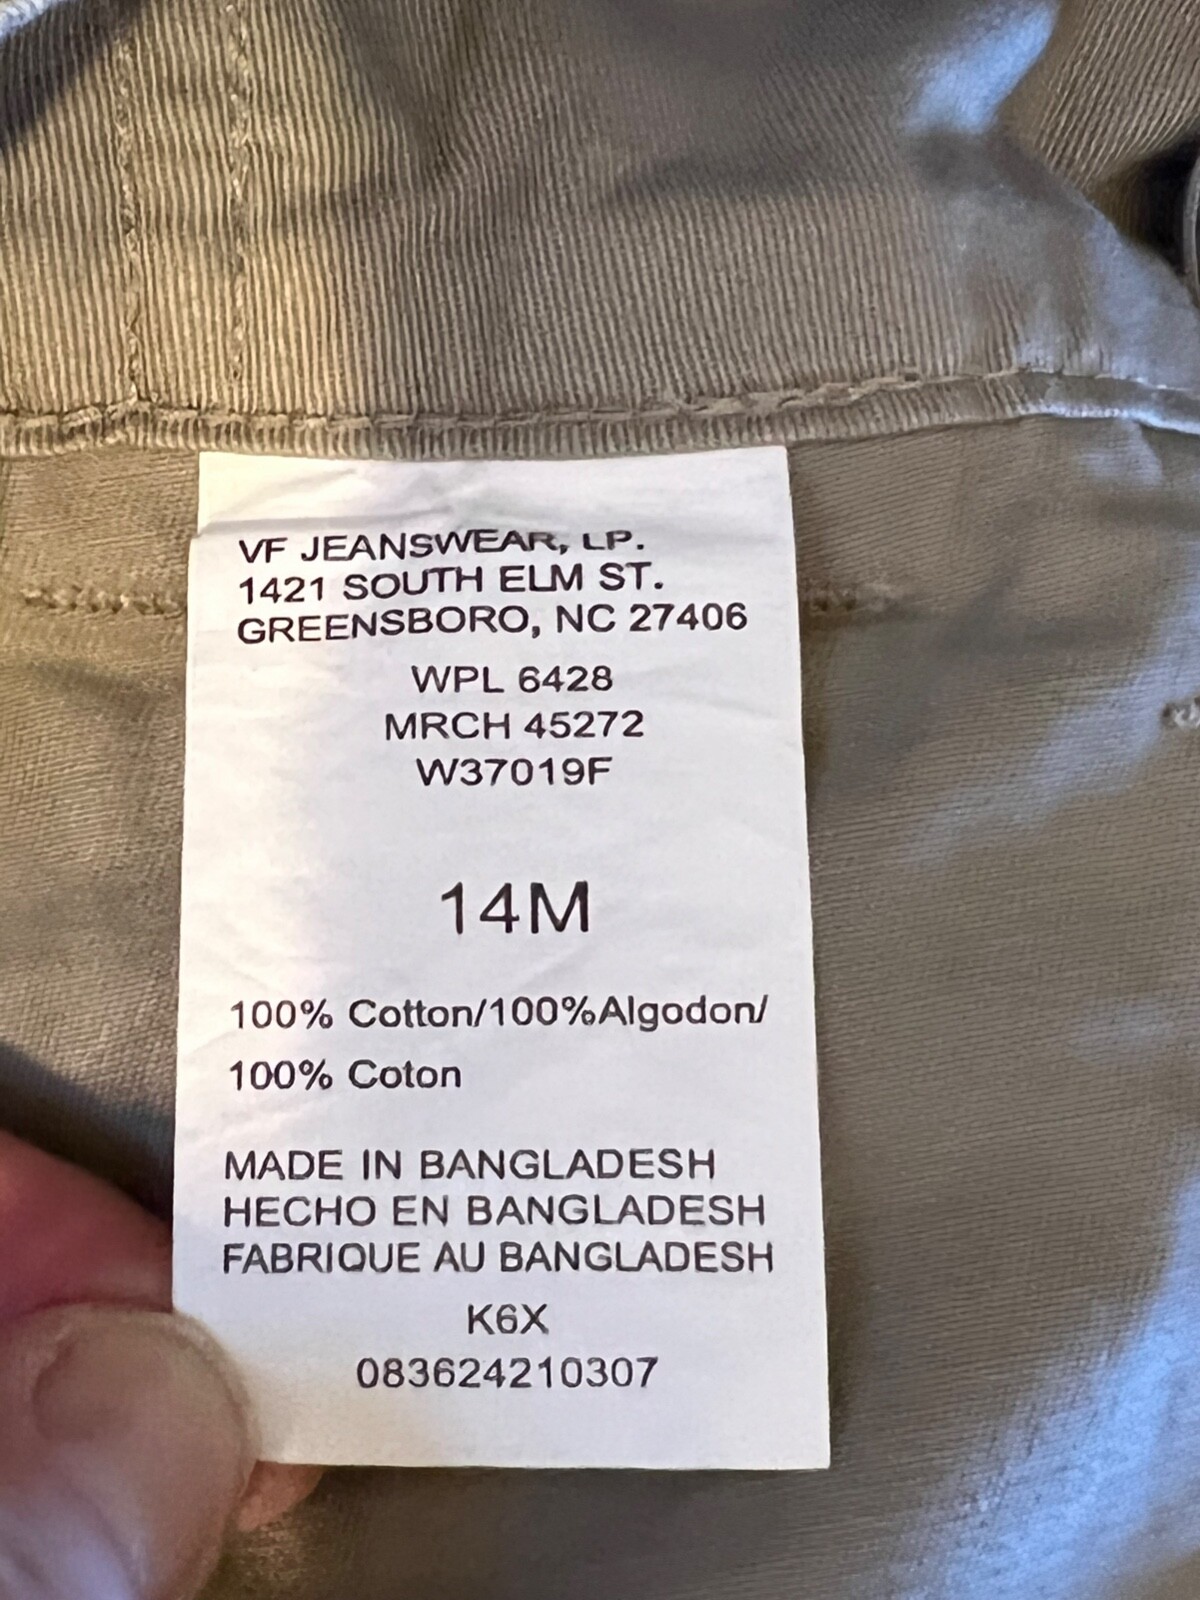 VF JEANSWEAR, LP.
1421 SOUTH ELM ST.
GREENSBORO, NC 27406
WPL 6428
MRCH 45272
W37019F
14M
100% Cotton/100%Algodon/
100% Coton
MADE IN BANGLADESH
HECHO EN BANGLADESH
FABRIQUE AU BANGLADESH
K6X
083624210307